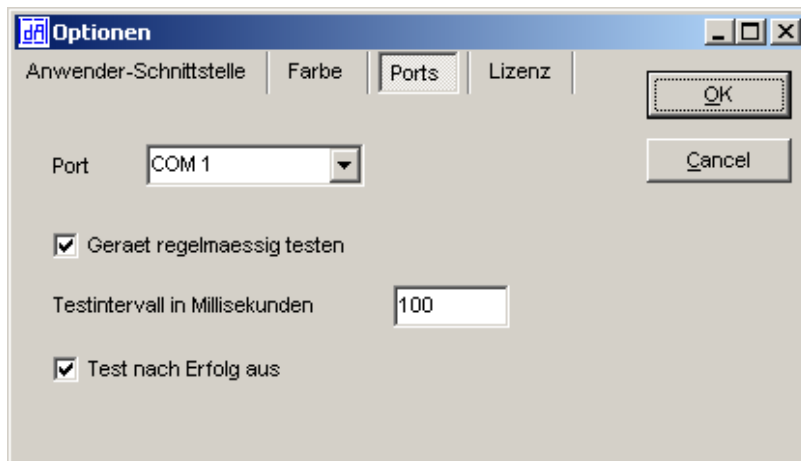 dA Optionen
Anwender-Schnittstelle Farbe Ports Lizenz
OK
Port COM 1
Cancel
Geraet regelmaessig testen
Testintervall in Millisekunden 100
Test nach Erfolg aus